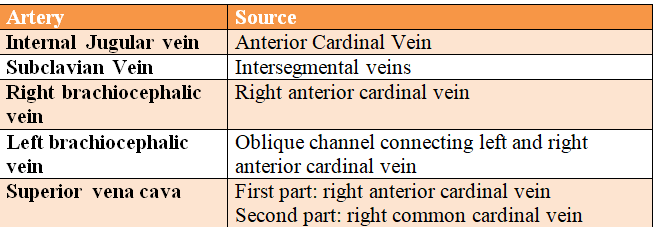 Artery Source
Internal Jugular vein Anterior Cardinal Vein
Subclavian Vein Intersegmental veins
Right brachiocephalic Right anterior cardinal vein
vein
Left brachiocephalic Oblique channel connecting left and right
vein anterior cardinal vein
Superior vena cava First part: right anterior cardinal vein
Second part: right common cardinal vein